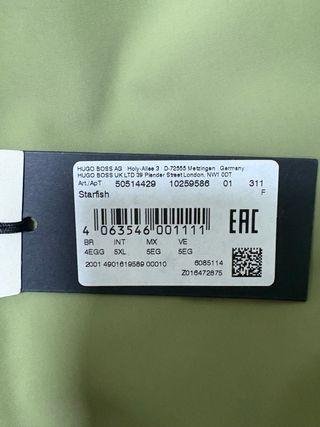 HUGO BOSS AG Holy-Allee 3 D-72555 Metzingen Germany
HUGO BOSS UK LTD 39 Plender Street London, NW1 0DT
Art./ApT 50514429 10259586 01 311
Starfish F
4 063546 001111
EAC
BR INT MX VE
4EGG 5XL 5EG 5EG
2001 4901619589 00010 6085114
Z016472875